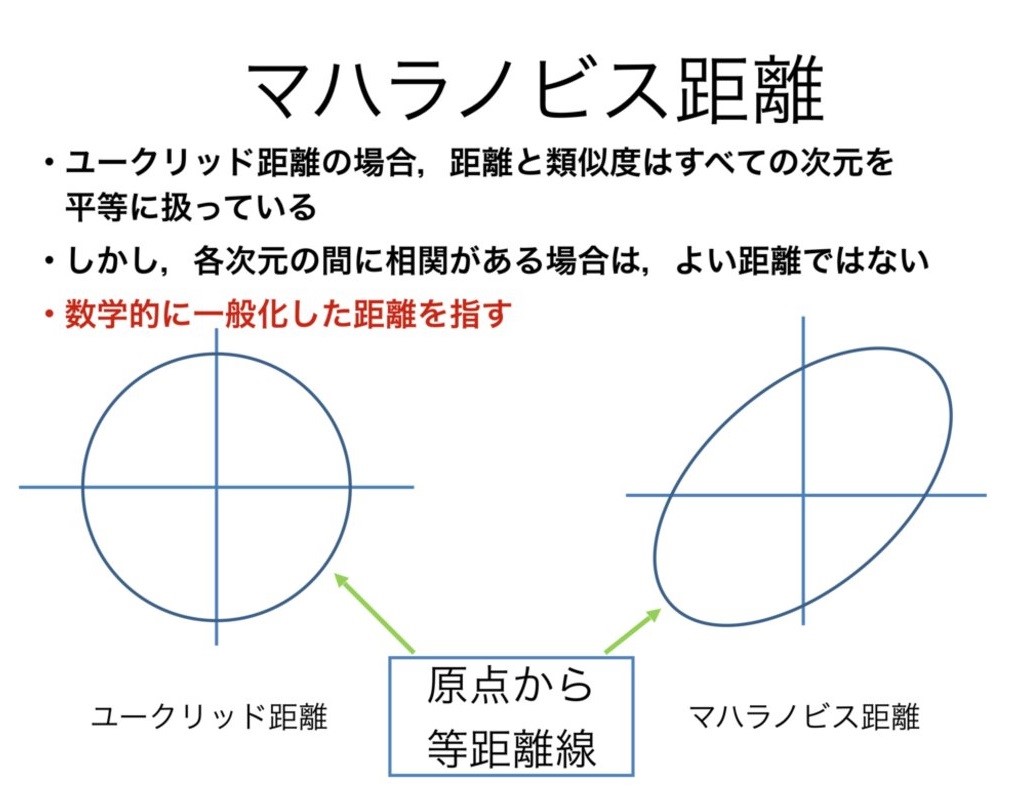 マハラノビス距離
・ユークリッド距離の場合，距離と類似度はすべての次元を
平等に扱っている
・しかし，各次元の間に相関がある場合は，よい距離ではない
・数学的に一般化した距離を指す
原点から
等距離線
ユークリッド距離
マハラノビス距離